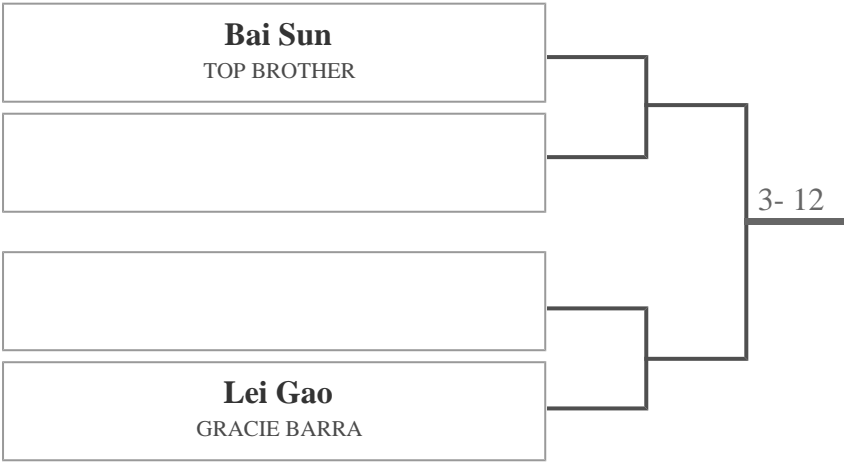 Bai Sun
TOP BROTHER
3- 12
Lei Gao
GRACIE BARRA